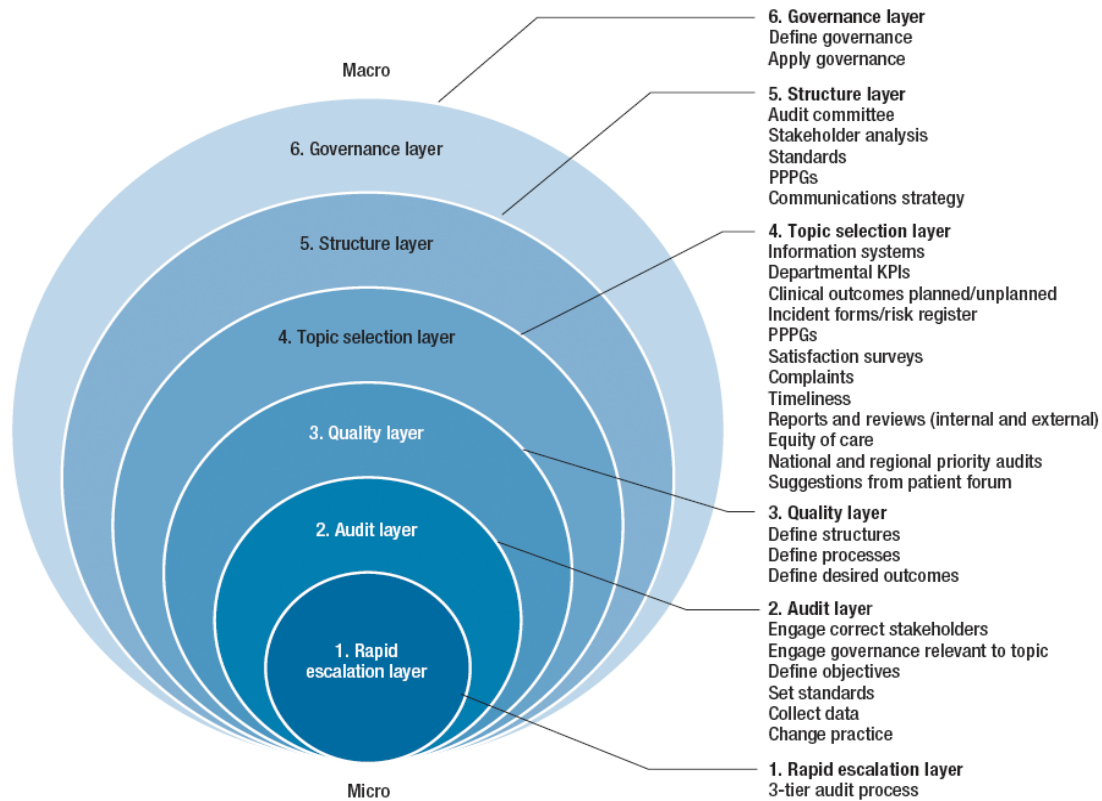 Macro
6. Governance layer
5. Structure layer
4. Topic selection layer
3. Quality layer
2. Audit layer
1. Rapid
escalation layer
Micro
6. Governance layer
Define governance
Apply governance
5. Structure layer
Audit committee
Stakeholder analysis
Standards
PPPGs
Communications strategy
4. Topic selection layer
Information systems
Departmental KPIs
Clinical outcomes planned/unplanned
Incident forms/risk register
PPPGs
Satisfaction surveys
Complaints
Timeliness
Reports and reviews (internal and external)
Equity of care
National and regional priority audits
Suggestions from patient forum
3. Quality layer
Define structures
Define processes
Define desired outcomes
2. Audit layer
Engage correct stakeholders
Engage governance relevant to topic
Define objectives
Set standards
Collect data
Change practice
1. Rapid escalation layer
3-tier audit process